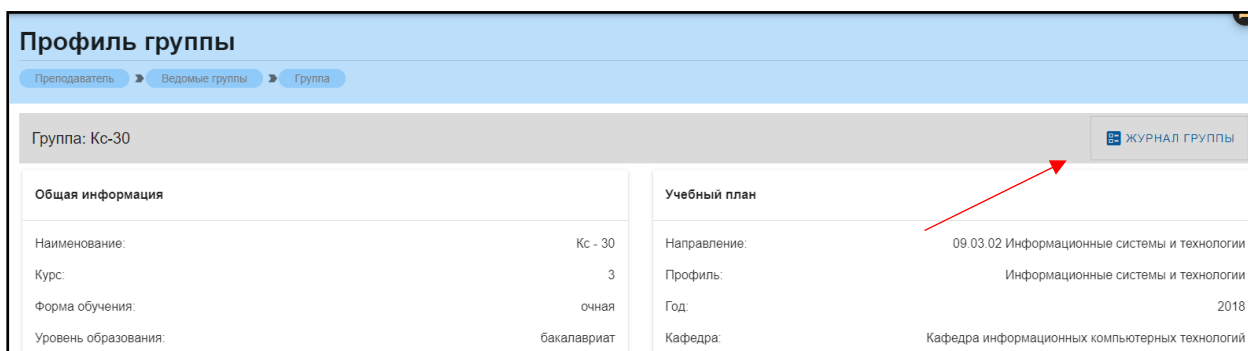 Профиль группы
Преподаватель Ведомые группы Группа
Группа: Кс-30
ЖУРНАЛ ГРУППЫ
Общая информация
Наименование: Кс - 30
Курс: 3
Форма обучения: очная
Уровень образования: бакалавриат
Учебный план
Направление: 09.03.02 Информационные системы и технологии
Профиль: Информационные системы и технологии
Год: 2018
Кафедра: Кафедра информационных компьютерных технологий